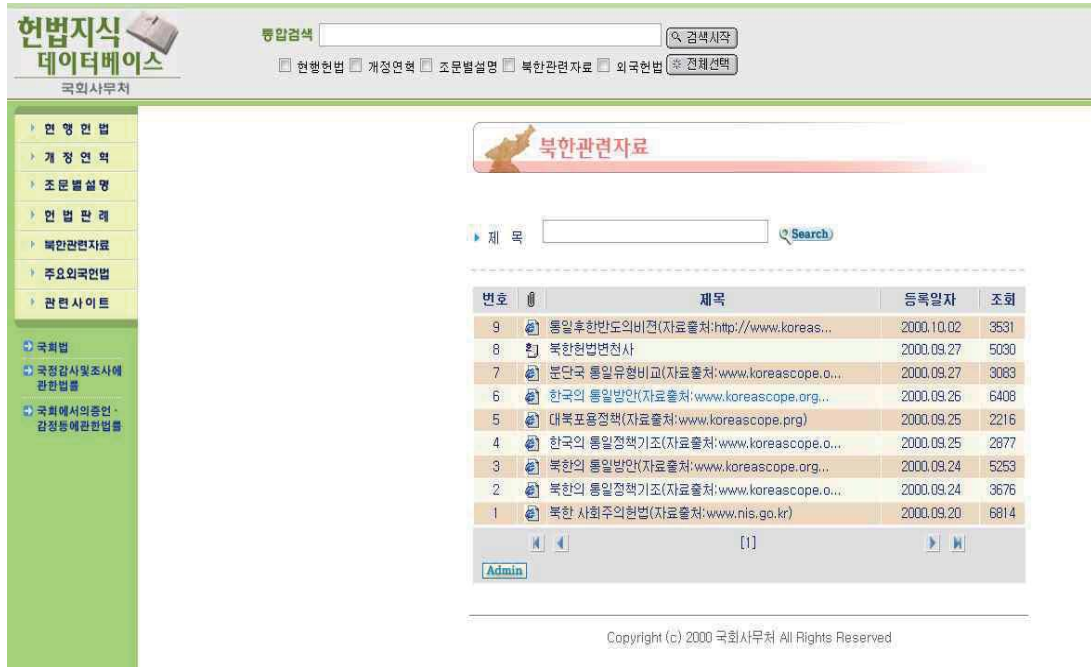 헌법지식
데이터베이스
국회사무처
통합검색
검색시작
현행헌법 개정연혁 조문별설명 북한관련자료 외국헌법 전체선택
현행헌법
개정연혁
조문별설명
헌법판례
북한관련자료
주요외국헌법
관련사이트
국회법
국정감사및조사에
관한법률
국회에서의증언·
감정등에관한법률
북한관련자료
제 목 Search
번호 제목 등록일자 조회
9 통일후한반도의비젼(자료출처:http://www.koreas... 2000.10.02 3531
8 북한헌법변천사 2000.09.27 5030
7 분단국 통일유형비교(자료출처:www.koreascope.o... 2000.09.27 3083
6 한국의 통일방안(자료출처:www.koreascope.org... 2000.09.26 6408
5 대북포용정책(자료출처:www.koreascope.prg) 2000.09.25 2216
4 한국의 통일정책기조(자료출처:www.koreascope.o... 2000.09.25 2877
3 북한의 통일방안(자료출처:www.koreascope.org... 2000.09.24 5253
2 북한의 통일정책기조(자료출처:www.koreascope.o... 2000.09.24 3676
1 북한 사회주의헌법(자료출처:www.nis.go.kr) 2000.09.20 6814
[1]
Admin
Copyright (c) 2000 국회사무처 All Rights Reserved